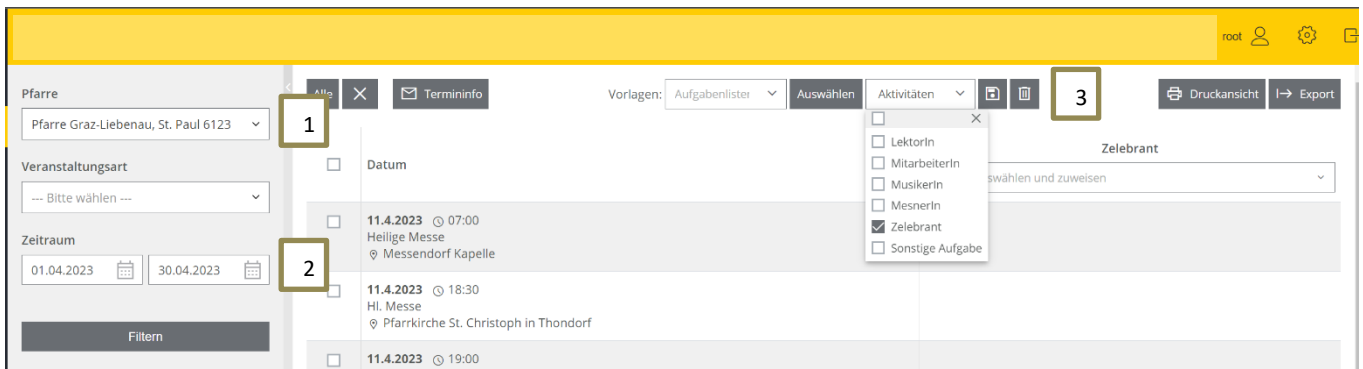 root
Pfarre
Pfarre Graz-Liebenau, St. Paul 6123
1
Veranstaltungsart
--- Bitte wählen ---
Zeitraum
01.04.2023 30.04.2023
2
Filtern
Alle Termininfo Vorlagen: Aufgabenlister Auswählen Aktivitäten 3 Druckansicht Export
LektorIn
MitarbeiterIn
MusikerIn
MesnerIn
Zelebrant
Sonstige Aufgabe
Datum Zelebrant
swählen und zuweisen
11.4.2023 07:00
Heilige Messe
Messendorf Kapelle
11.4.2023 18:30
Hl. Messe
Pfarrkirche St. Christoph in Thondorf
11.4.2023 19:00